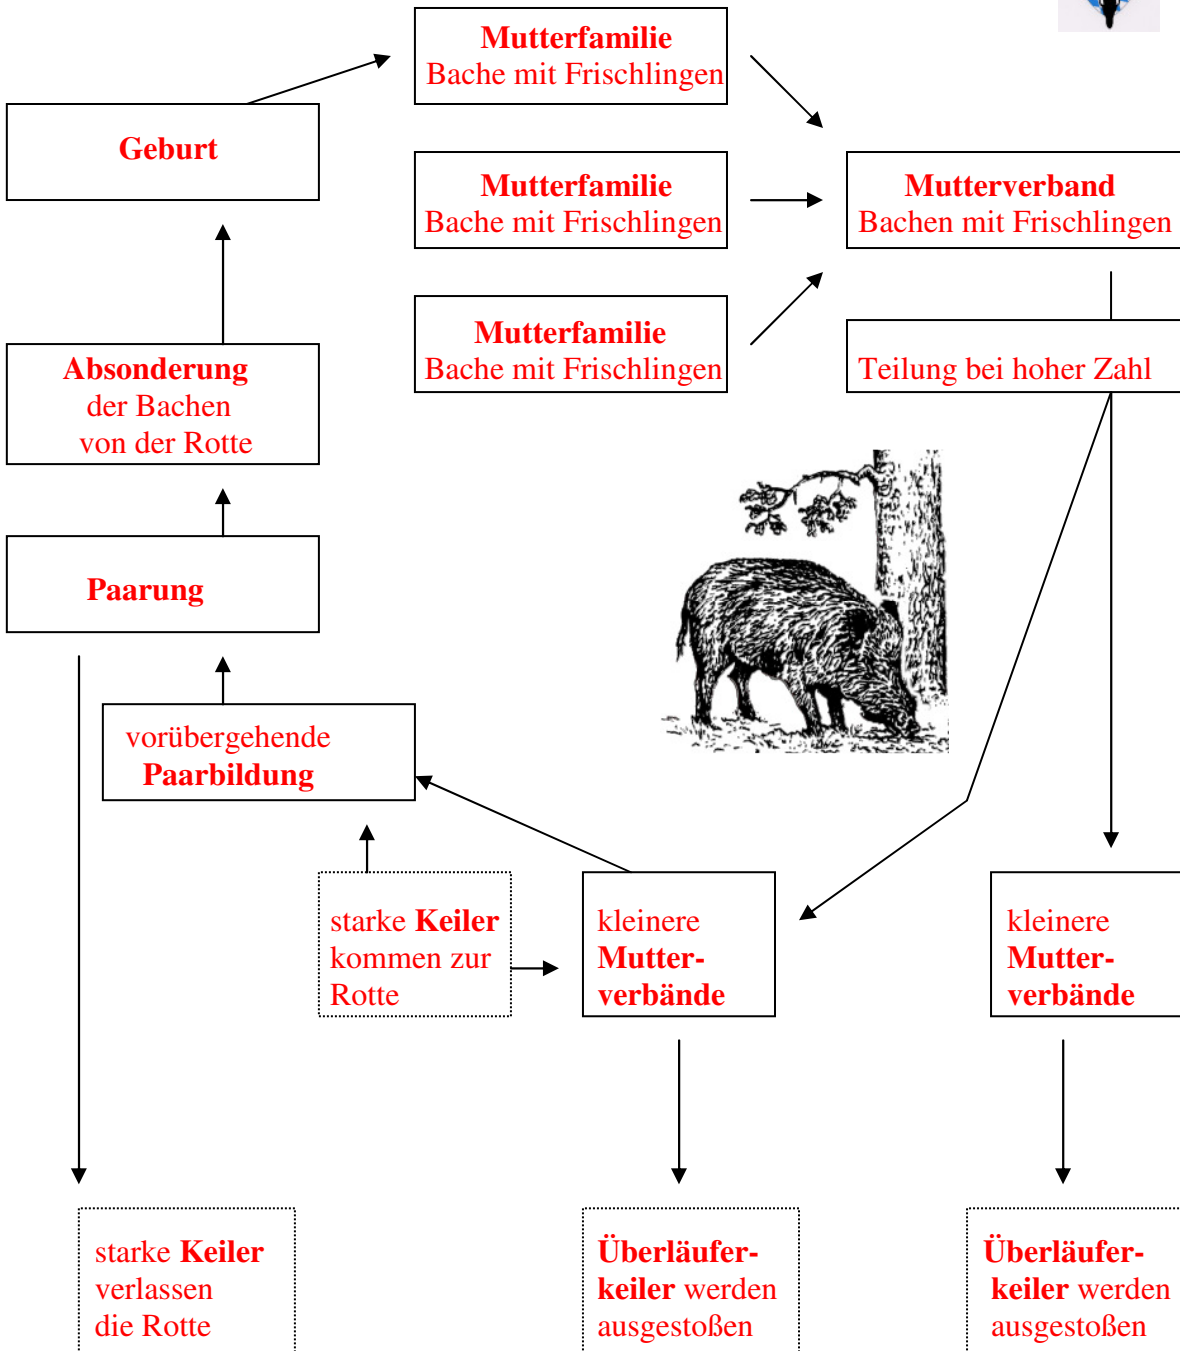 Mutterfamilie
Bache mit Frischlingen
Geburt
Mutterfamilie
Bache mit Frischlingen
Mutterverband
Bachen mit Frischlingen
Mutterfamilie
Bache mit Frischlingen
Teilung bei hoher Zahl
Absonderung
der Bachen
von der Rotte
Paarung
vorübergehende
Paarbildung
starke Keiler
kommen zur
Rotte
kleinere
Mutter-
verbände
kleinere
Mutter-
verbände
starke Keiler
verlassen
die Rotte
Überläufer-
keiler werden
ausgestoßen
Überläufer-
keiler werden
ausgestoßen